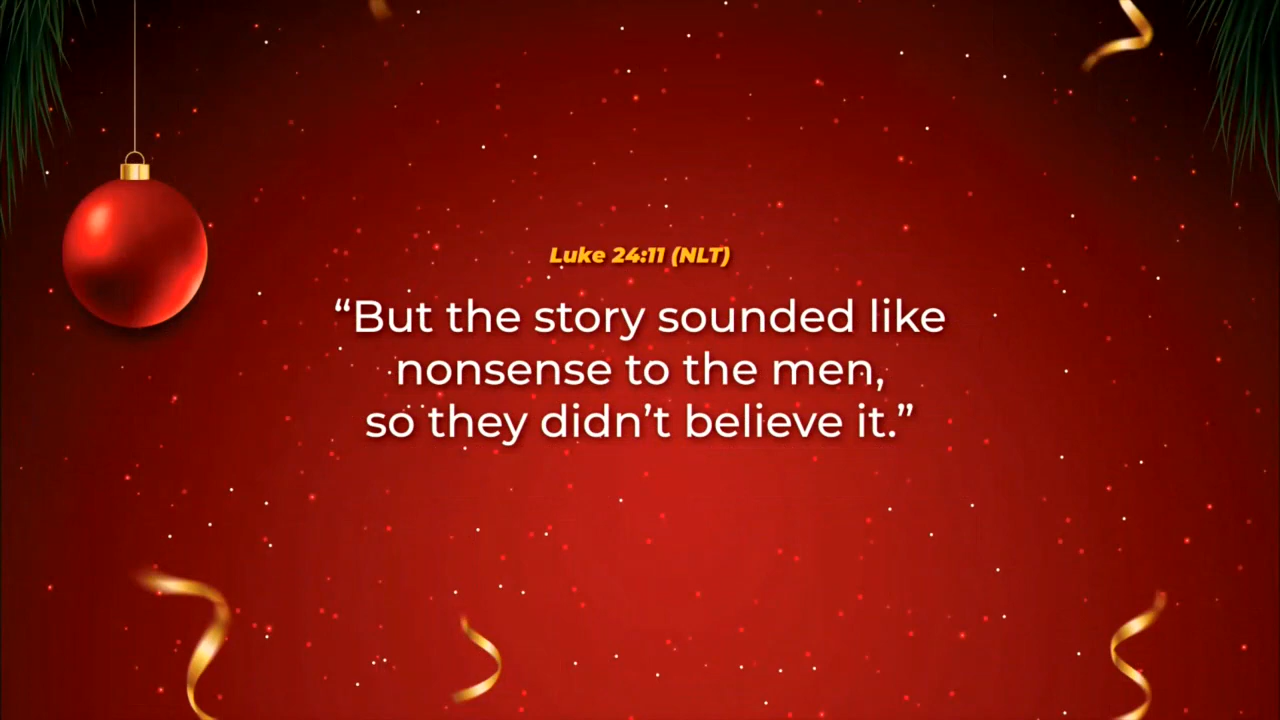 Luke 24:11 (NLT)
“But the story sounded like
nonsense to the men,
so they didn’t believe it.”